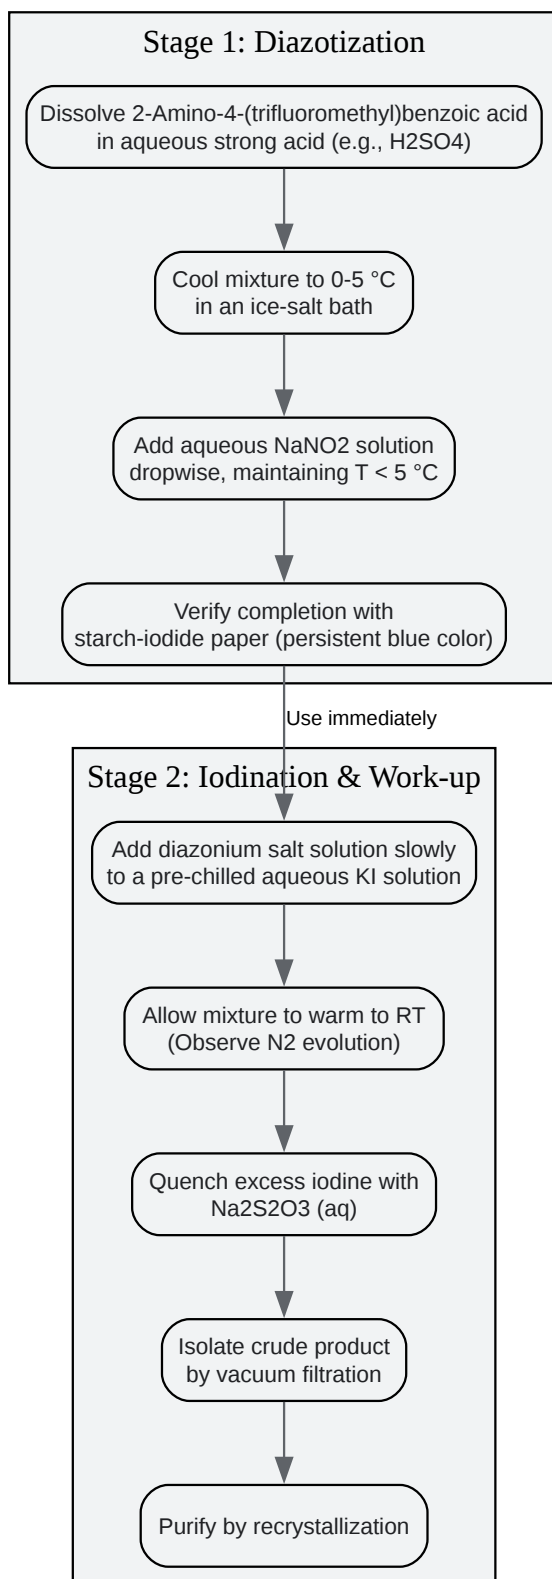 Stage 1: Diazotization
Dissolve 2-Amino-4-(trifluoromethyl)benzoic acid
in aqueous strong acid (e.g., H2SO4)
Cool mixture to 0-5 °C
in an ice-salt bath
Add aqueous NaNO2 solution
dropwise, maintaining T < 5 °C
Verify completion with
starch-iodide paper (persistent blue color)
Use immediately
Stage 2: Iodination & Work-up
Add diazonium salt solution slowly
to a pre-chilled aqueous KI solution
Allow mixture to warm to RT
(Observe N2 evolution)
Quench excess iodine with
Na2S2O3 (aq)
Isolate crude product
by vacuum filtration
Purify by recrystallization